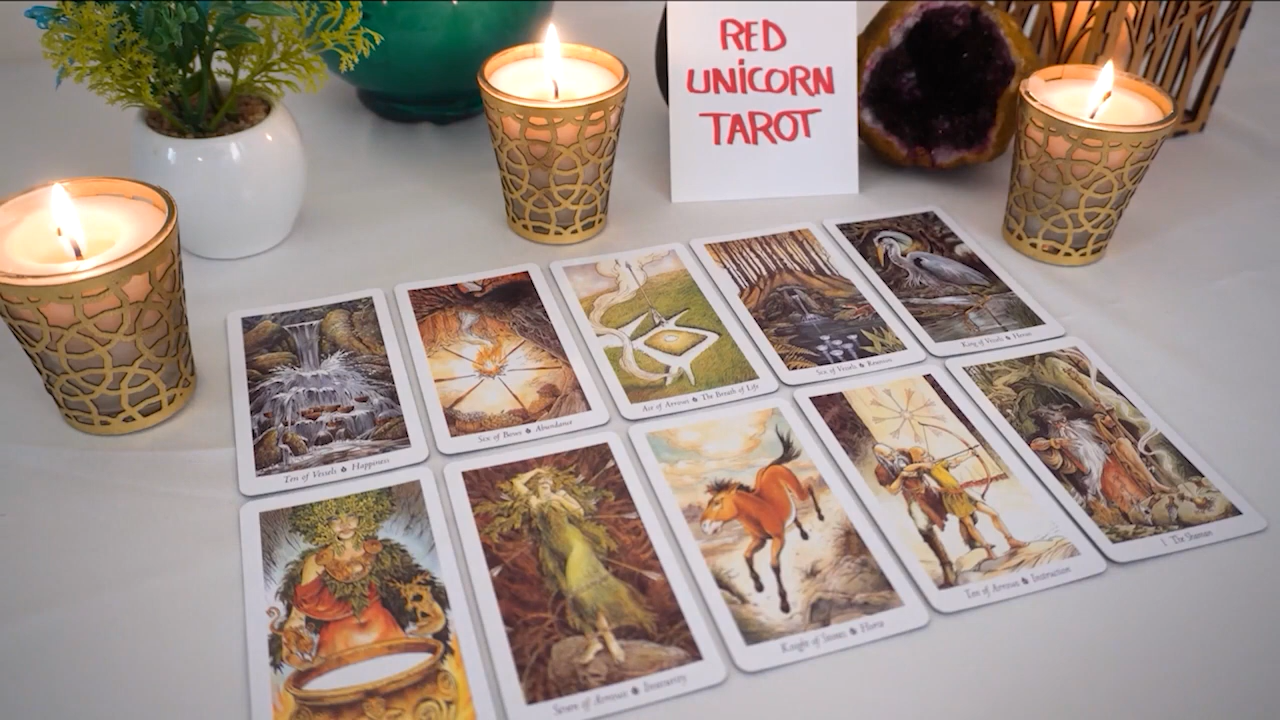 RED
UNiCORN
TAROT
Ten of Vessels Happiness
Six of Bows Abundance
Ace of Arrows The Breath of Life
Six of Vessels Reunion
King of Vessels Heron
Seven of Arrows Insecurity
Knight of Stones Horse
Ten of Arrows Instruction
1 The Shaman